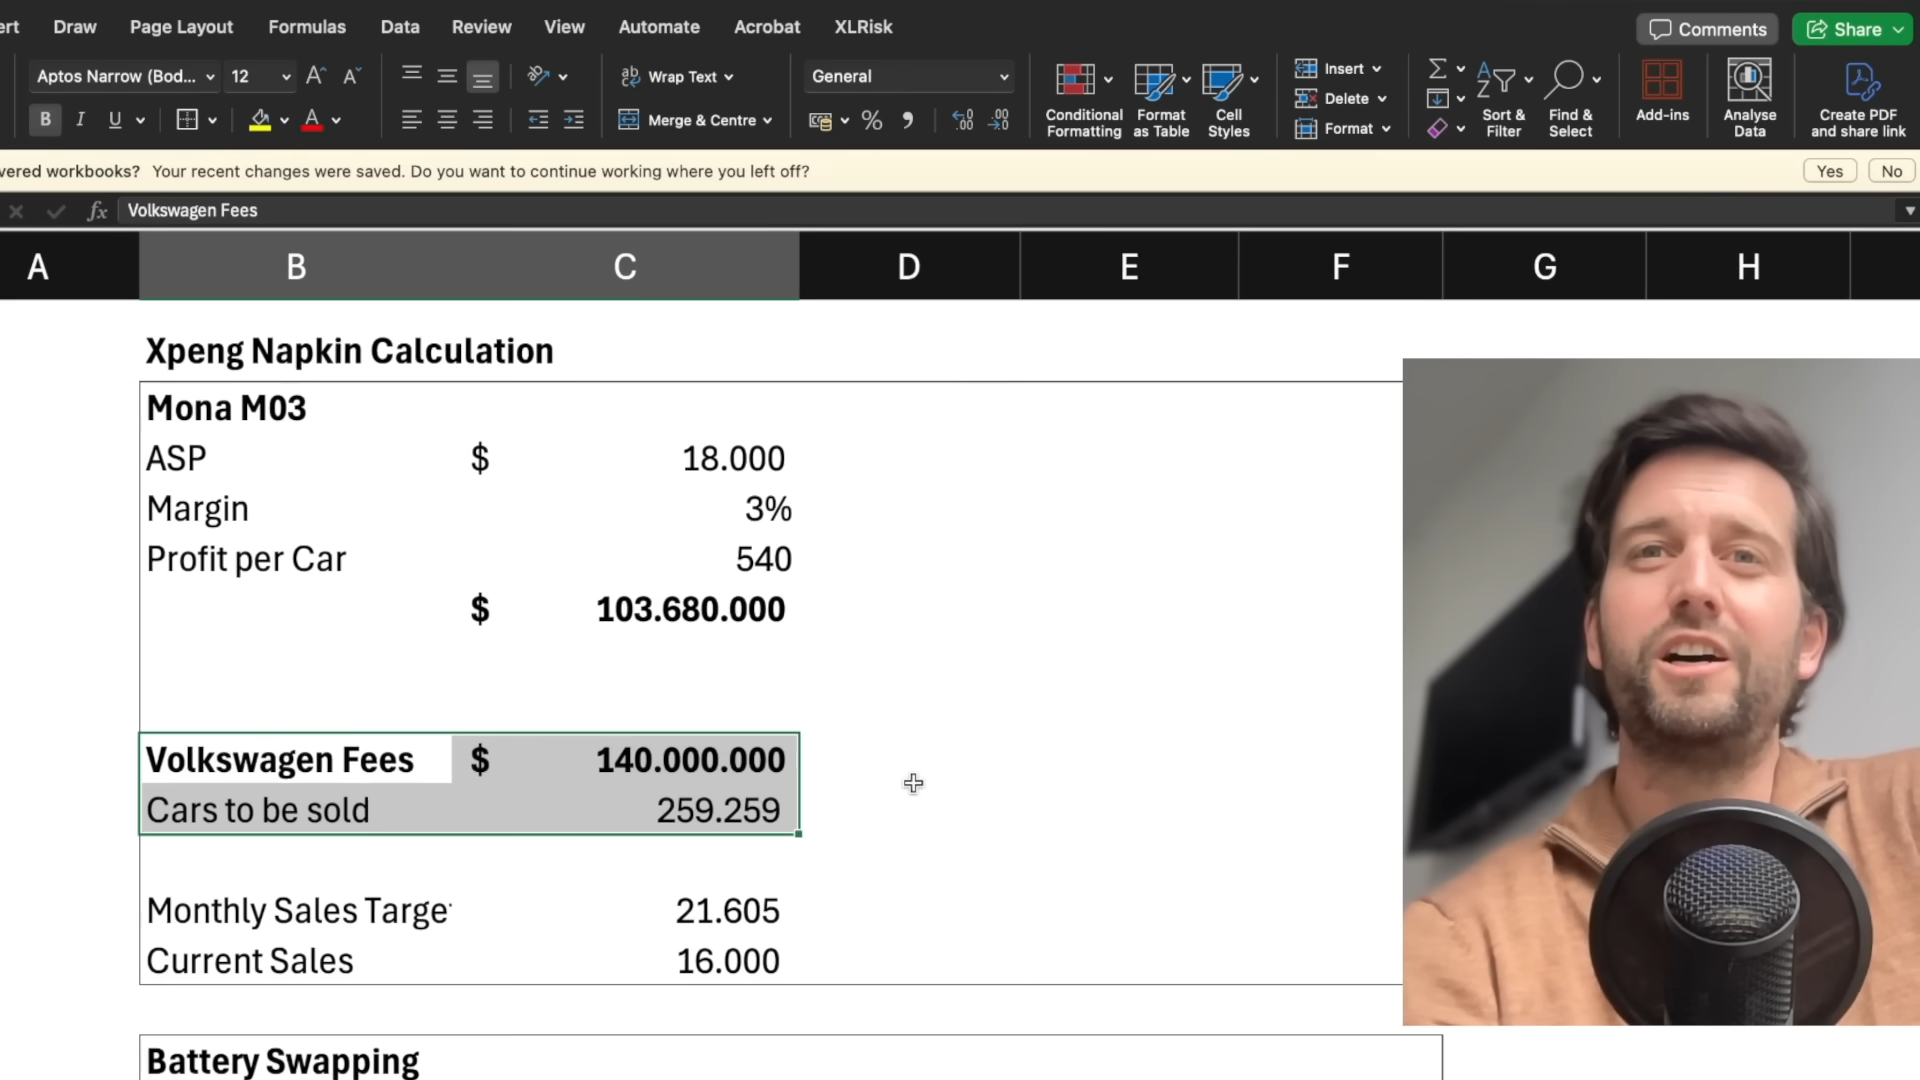 ert Draw Page Layout Formulas Data Review View Automate Acrobat XLRisk Comments Share
Aptos Narrow (Bod... 12 A A Wrap Text General Insert
B I U A Merge & Centre % Delete
Format
Conditional Formatting
Format as Table
Cell Styles
Sort & Filter
Find & Select
Add-ins
Analyse Data
Create PDF and share link
vered workbooks? Your recent changes were saved. Do you want to continue working where you left off? Yes No
fx Volkswagen Fees
A B C D E F G H
Xpeng Napkin Calculation
Mona M03
ASP $ 18.000
Margin 3%
Profit per Car 540
$ 103.680.000
Volkswagen Fees $ 140.000.000
Cars to be sold 259.259
Monthly Sales Targe
21.605
Current Sales 16.000
Battery Swapping